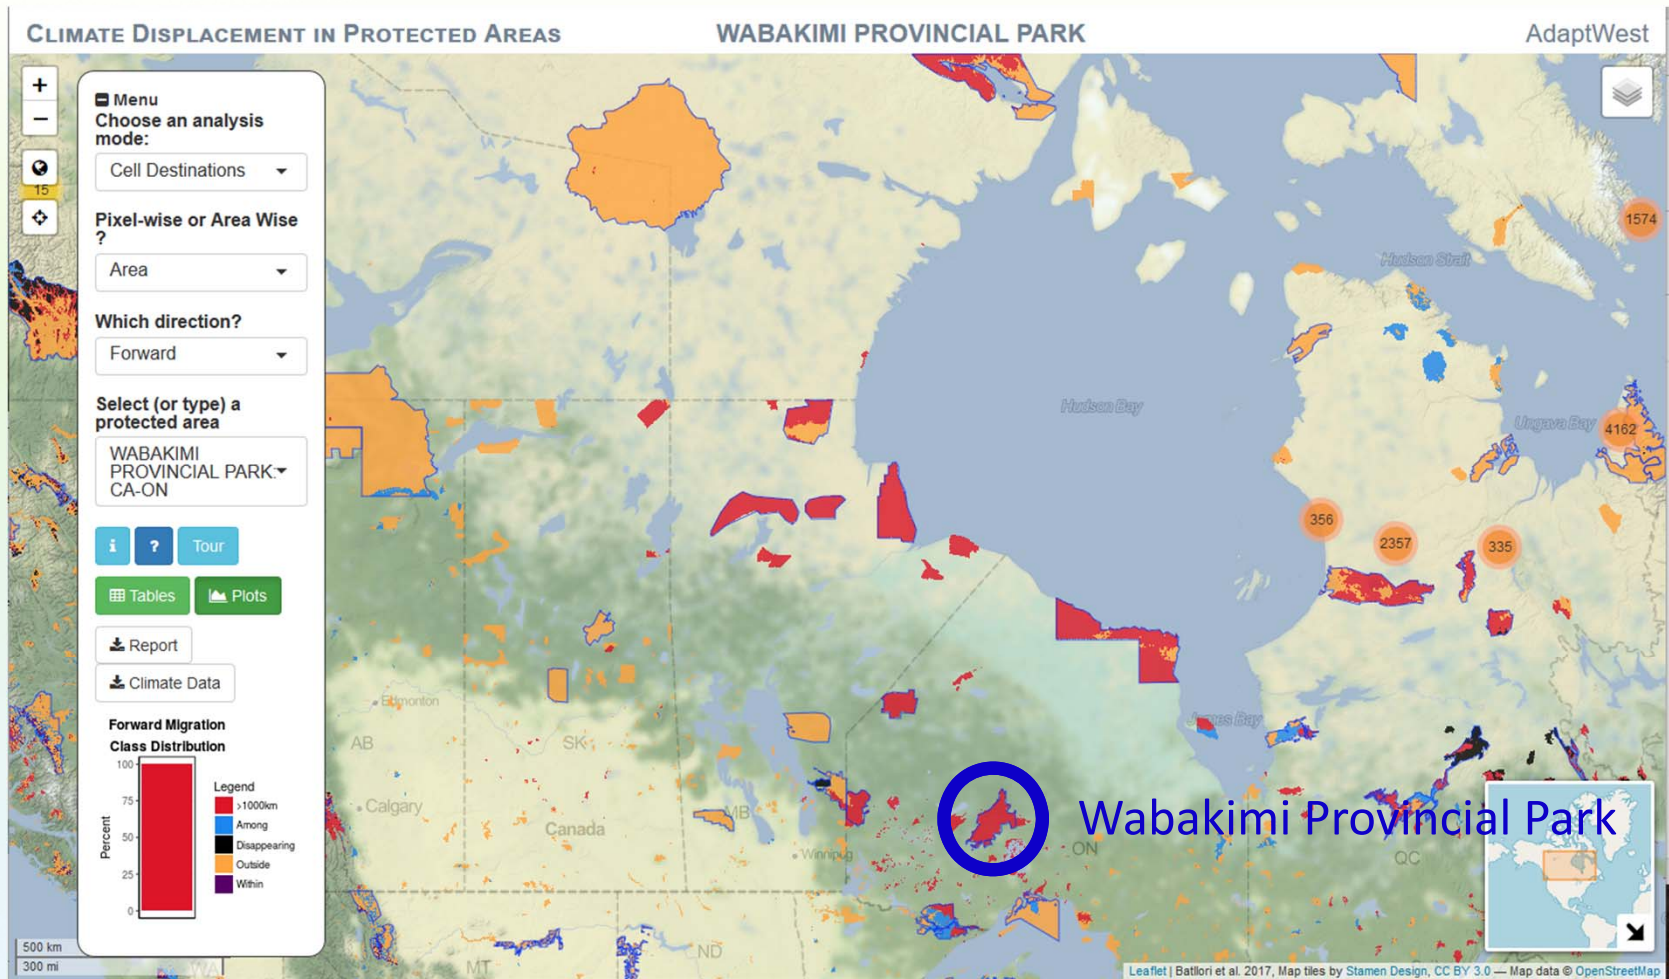 CLIMATE DISPLACEMENT IN PROTECTED AREAS
WABAKIMI PROVINCIAL PARK
AdaptWest
+
−
15
Menu
Choose an analysis
mode:
Cell Destinations
Pixel-wise or Area Wise
?
Area
Which direction?
Forward
Select (or type) a
protected area
WABAKIMI
PROVINCIAL PARK:
CA-ON
i
?
Tour
Tables
Plots
Report
Climate Data
Forward Migration
Class Distribution
100
75
50
25
0
Percent
Legend
>1000km
Among
Disappearing
Outside
Within
500 km
300 mi
1574
Hudson Strait
Hudson Bay
Ungava Bay
4162
356
2357
335
Edmonton
James Bay
AB
SK
Calgary
MB
Canada
Wabakimi Provincial Park
Winnipeg
ON
QC
WA
MT
ND
Leaflet | Batllori et al. 2017, Map tiles by Stamen Design, CC BY 3.0 — Map data © OpenStreetMap